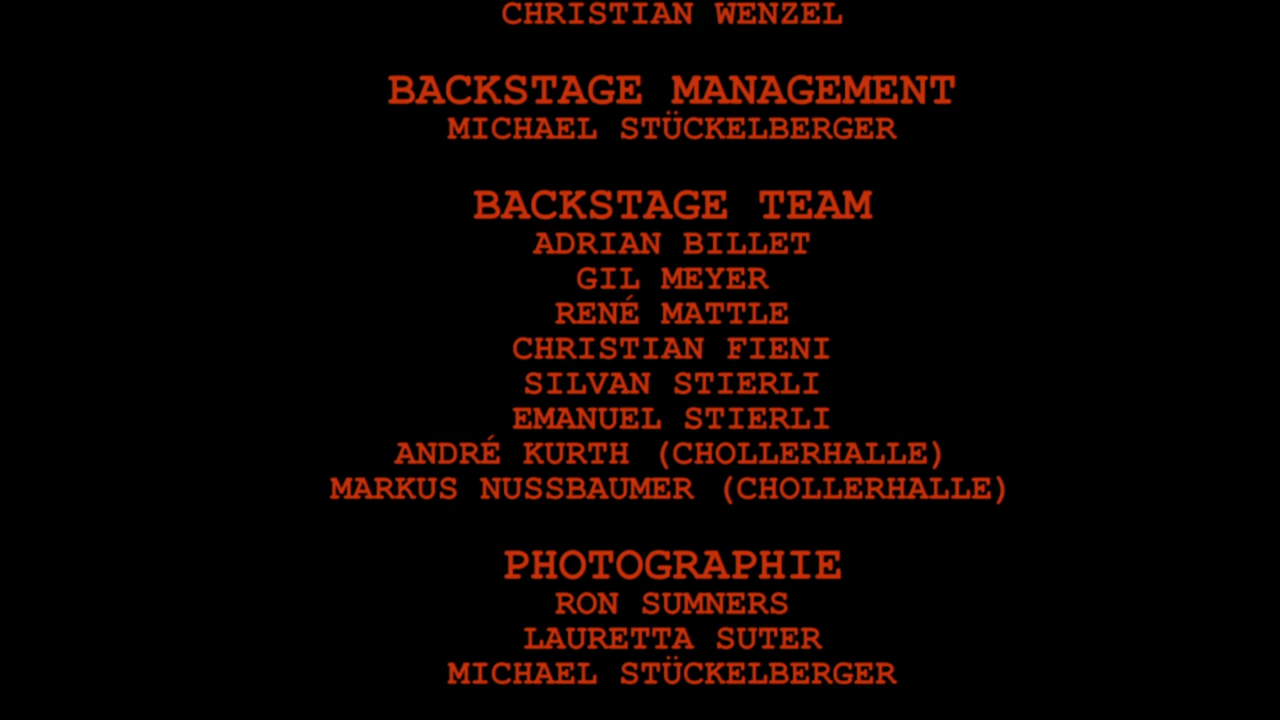 CHRISTIAN WENZEL
BACKSTAGE MANAGEMENT
MICHAEL STÜCKELBERGER
BACKSTAGE TEAM
ADRIAN BILLET
GIL MEYER
RENÉ MATTLE
CHRISTIAN FIENI
SILVAN STIERLI
EMANUEL STIERLI
ANDRÉ KURTH (CHOLLERHALLE)
MARKUS NUSSBAUMER (CHOLLERHALLE)
PHOTOGRAPHIE
RON SUMNERS
LAURETTA SUTER
MICHAEL STÜCKELBERGER